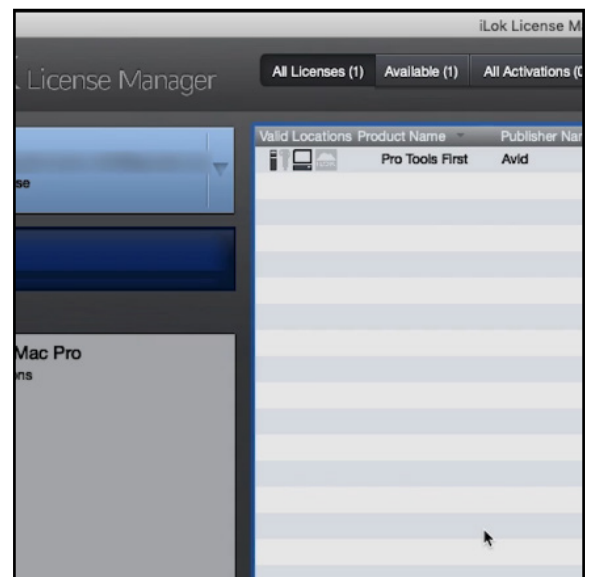 iLok License M
License Manager
All Licenses (1) Available (1) All Activations (0
se
Mac Pro
ns
Valid Locations Product Name Publisher Nar
Pro Tools First Avid